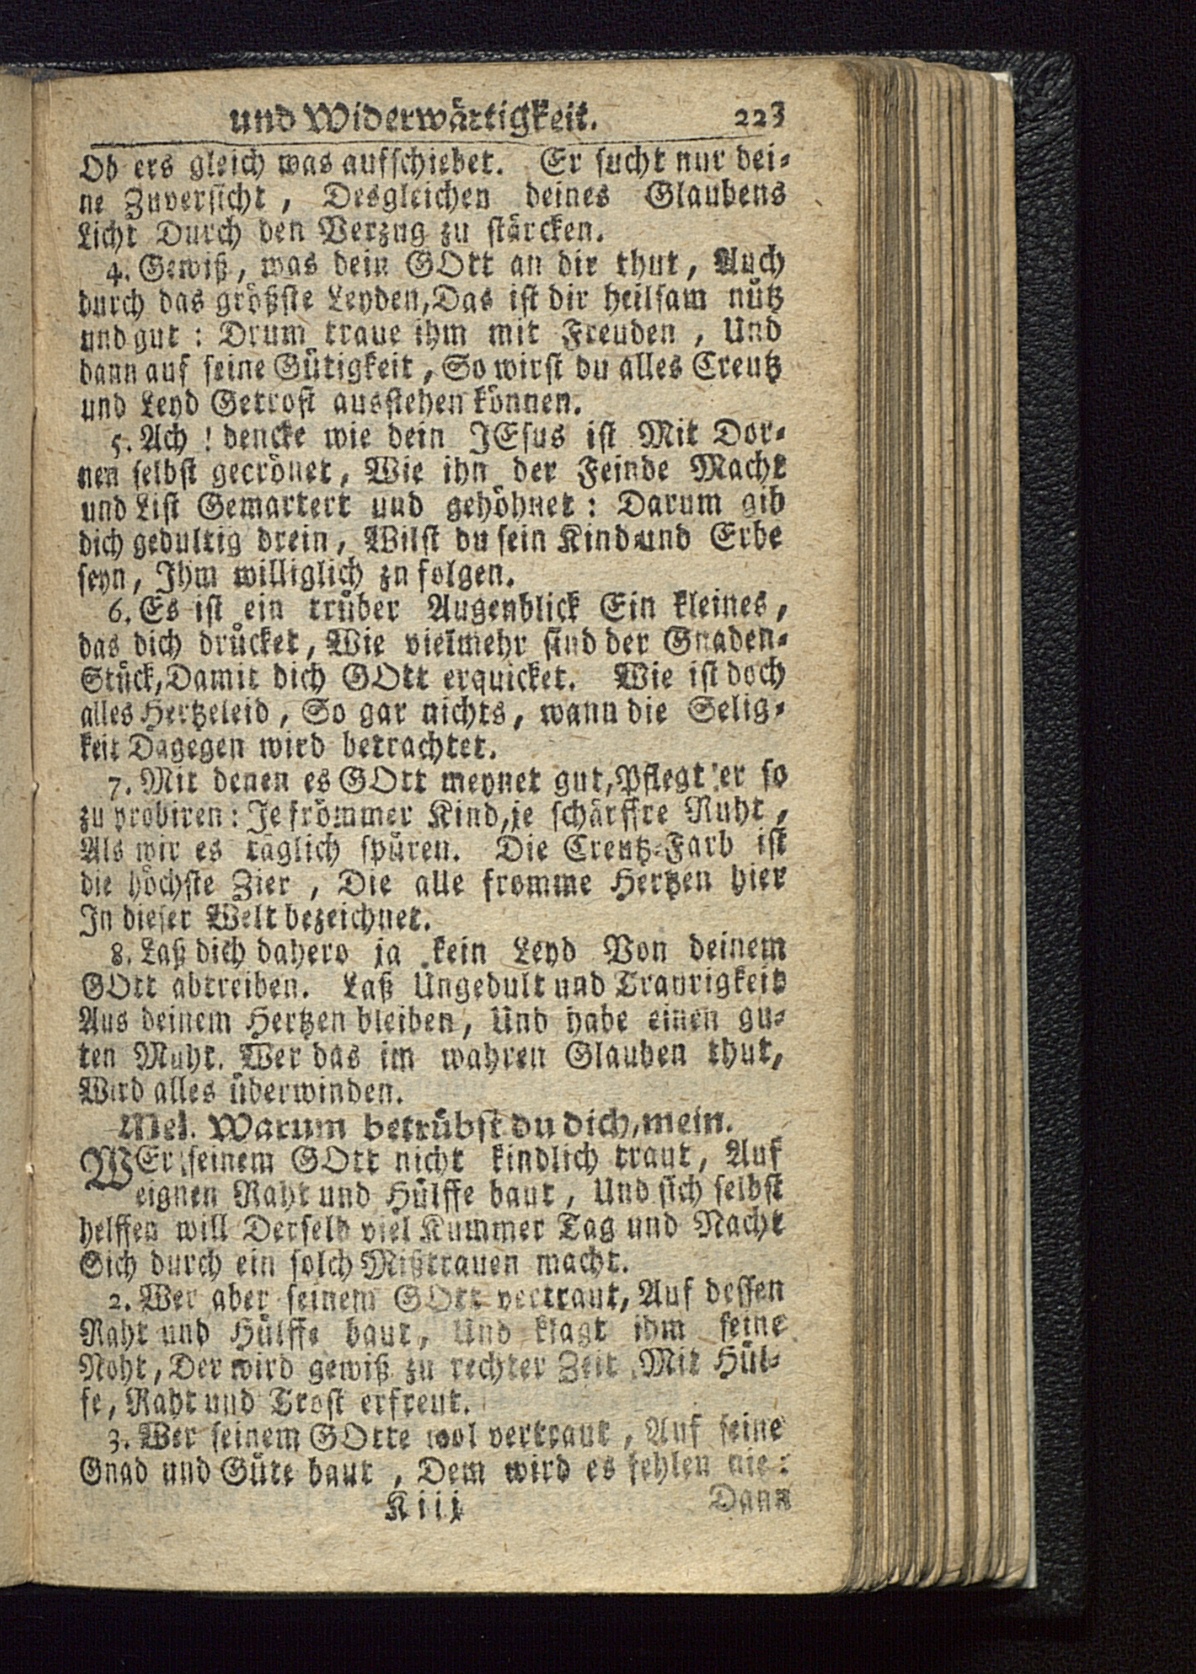 und Widerwärtigkeit. 223
Ob ers gleich was aufschiebet. Er sucht nur dei-
ne Zuversicht, Desgleichen deines Glaubens
Licht Durch den Verzug zu stärcken.
4. Gewiß, was dein GOtt an dir thut, Auch
durch das größste Leyden, Das ist dir heilsam nütz
und gut: Drum traue ihm mit Freuden, Und
dann auf seine Gütigkeit, So wirst du alles Creutz
und Leyd Getrost ausstehen können.
5. Ach! dencke wie dein JEsus ist Mit Dor-
nen selbst gecrönet, Wie ihn der Feinde Macht
und List Gemartert und gehöhnet: Darum gib
dich gedultig drein, Wilst du sein Kind und Erbe
seyn, Ihm williglich zu folgen.
6. Es ist ein trüber Augenblick Ein kleines,
das dich drücket, Wie vielmehr sind der Gnaden-
Stück, Damit dich GOtt erquicket. Wie ist doch
alles Hertzeleid, So gar nichts, wann die Selig-
keit Dagegen wird betrachtet.
7. Mit denen es GOtt meynet gut, Pflegt er so
zu probiren: Je frömmer Kind, je schärffre Ruht,
Als wir es täglich spüren. Die Creutz-Farb ist
die höchste Zier, Die alle fromme Hertzen hier
In dieser Welt bezeichnet.
8. Laß dich dahero ja kein Leyd Von deinem
GOtt abtreiben. Laß Ungedult und Traurigkeit
Aus deinem Hertzen bleiben, Und habe einen gu-
ten Muht. Wer das im wahren Glauben thut,
Wird alles überwinden.
Mel. Warum betrübst du dich, mein.
WEr seinem GOtt nicht kindlich traut, Auf
eignen Raht und Hülffe baut, Und sich selbst
helffen will Derselb viel Kummer Tag und Nacht
Sich durch ein solch Mißtrauen macht.
2. Wer aber seinem GOtt vertraut, Auf dessen
Raht und Hülffe baut, Und klagt ihm seine
Noht, Der wird gewiß zu rechter Zeit Mit Hül-
fe, Raht und Trost erfreut.
3. Wer seinem GOtte wol vertraut, Auf seine
Gnad und Güte baut, Dem wird es fehlen nie:
K iij Dann